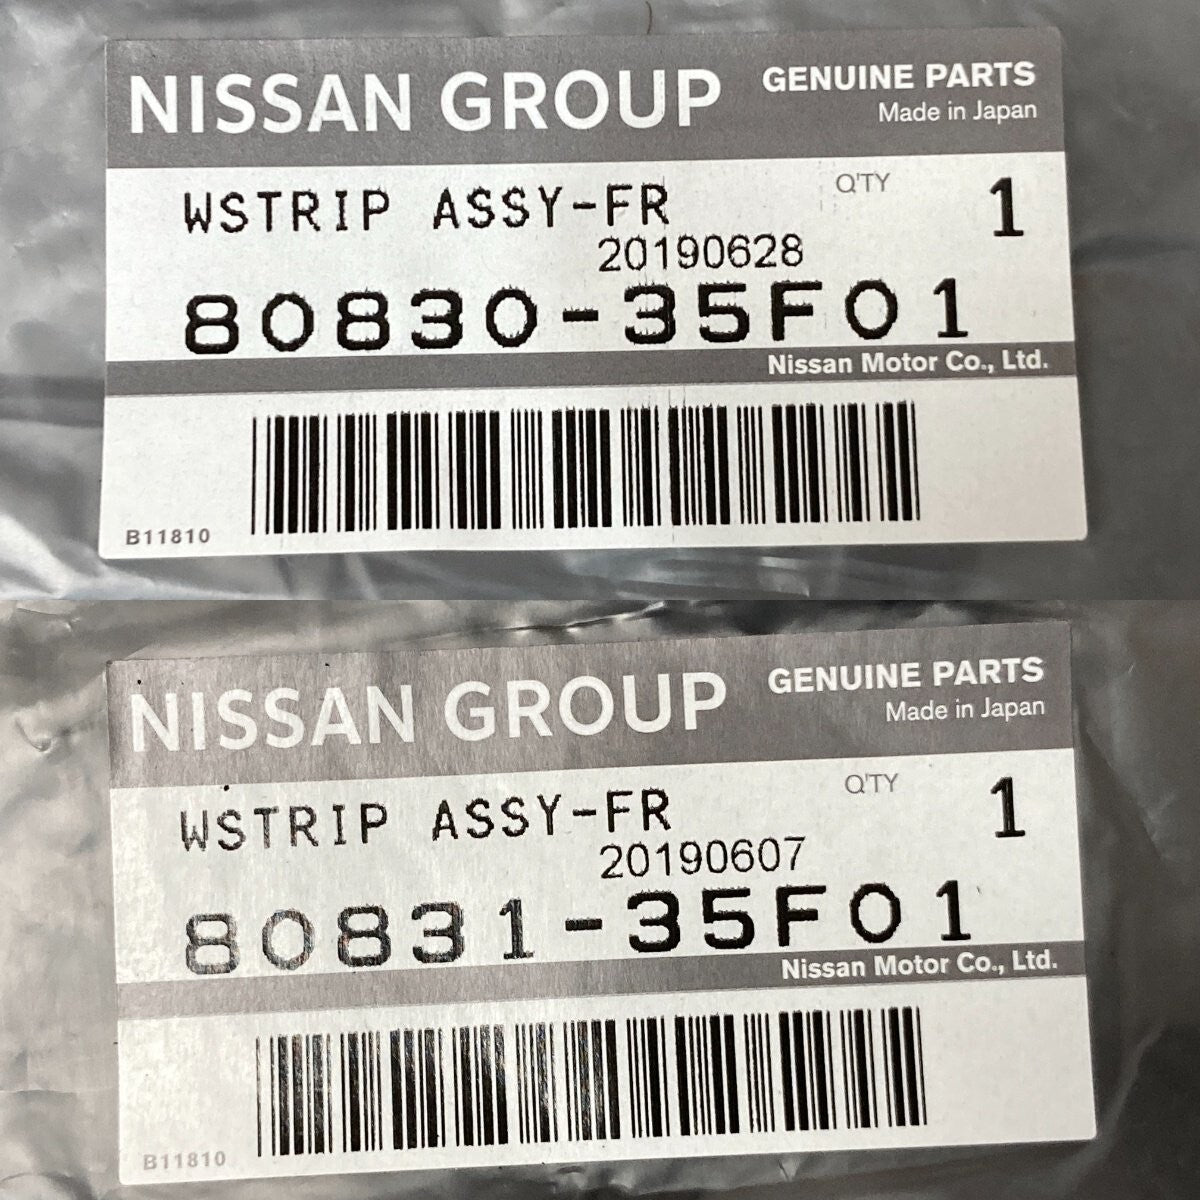 NISSAN GROUP
GENUINE PARTS
Made in Japan
WSTRIP ASSY-FR
Q'TY
1
20190628
80830-35F01
Nissan Motor Co., Ltd.
B11810
NISSAN GROUP
GENUINE PARTS
Made in Japan
WSTRIP ASSY-FR
Q'TY
1
20190607
80831-35F01
Nissan Motor Co., Ltd.
B11810